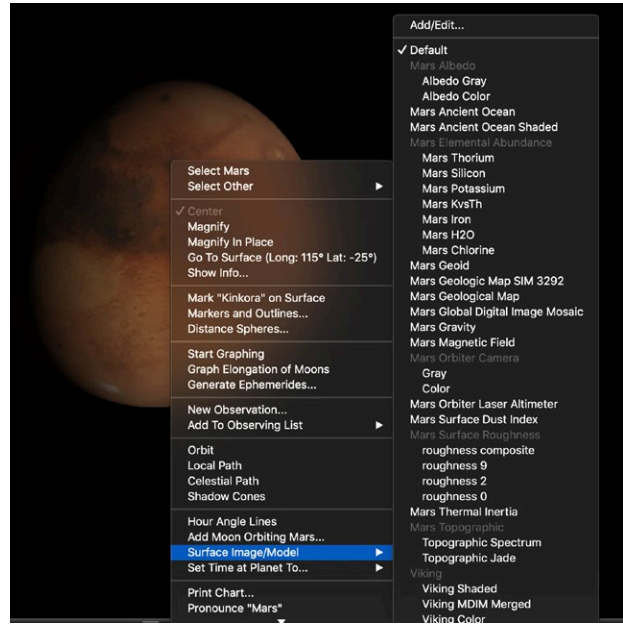 Select Mars
Select Other
Center
Magnify
Magnify In Place
Go To Surface (Long: 115° Lat: -25°)
Show Info...
Mark "Kinkora" on Surface
Markers and Outlines...
Distance Spheres...
Start Graphing
Graph Elongation of Moons
Generate Ephemerides...
New Observation...
Add To Observing List
Orbit
Local Path
Celestial Path
Shadow Cones
Hour Angle Lines
Add Moon Orbiting Mars...
Surface Image/Model
Set Time at Planet To...
Print Chart...
Pronounce "Mars"
Add/Edit...
Default
Mars Albedo
Albedo Gray
Albedo Color
Mars Ancient Ocean
Mars Ancient Ocean Shaded
Mars Elemental Abundance
Mars Thorium
Mars Silicon
Mars Potassium
Mars KvsTh
Mars Iron
Mars H2O
Mars Chlorine
Mars Geoid
Mars Geologic Map SIM 3292
Mars Geological Map
Mars Global Digital Image Mosaic
Mars Gravity
Mars Magnetic Field
Mars Orbiter Camera
Gray
Color
Mars Orbiter Laser Altimeter
Mars Surface Dust Index
Mars Surface Roughness
roughness composite
roughness 9
roughness 2
roughness 0
Mars Thermal Inertia
Mars Topographic
Topographic Spectrum
Topographic Jade
Viking
Viking Shaded
Viking MDIM Merged
Viking Color